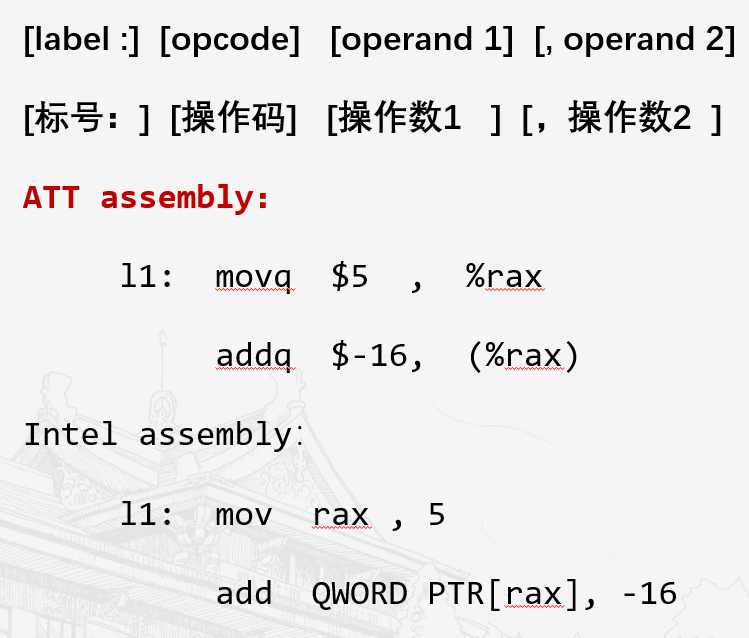 [label :] [opcode] [operand 1] [, operand 2]
[标号：] [操作码] [操作数1 ] [，操作数2 ]
ATT assembly:
l1: movq $5 , %rax
addq $-16, (%rax)
Intel assembly:
l1: mov rax , 5
add QWORD PTR[rax], -16